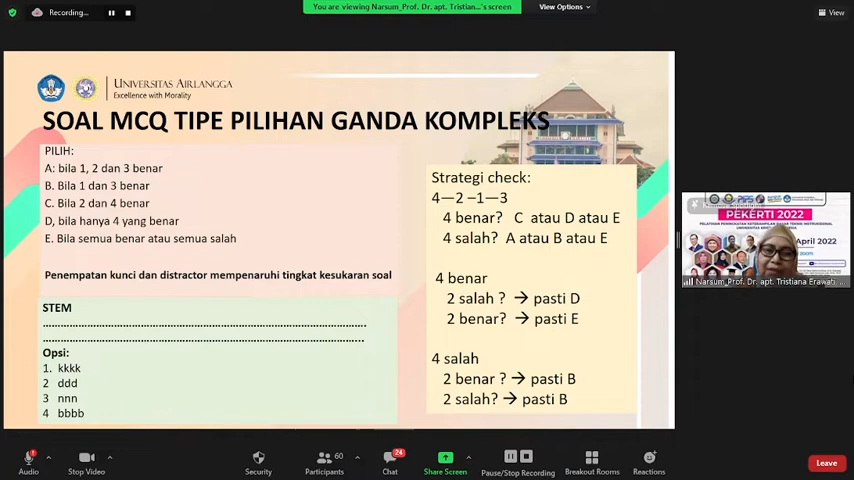 Recording...
You are viewing Narsum_Prof. Dr. apt. Tristian...'s screen
View Options
View
UNIVERSITAS AIRLANGGA
Excellence with Morality
SOAL MCQ TIPE PILIHAN GANDA KOMPLEKS
PILIH:
A: bila 1, 2 dan 3 benar
B. Bila 1 dan 3 benar
C. Bila 2 dan 4 benar
D, bila hanya 4 yang benar
E. Bila semua benar atau semua salah
Penempatan kunci dan distractor mempenaruhi tingkat kesukaran soal
STEM
Opsi:
1. kkkk
2 ddd
3 nnn
4 bbbb
Strategi check:
4—2 –1—3
4 benar? C atau D atau E
4 salah? A atau B atau E
4 benar
2 salah ? → pasti D
2 benar? → pasti E
4 salah
2 benar ? → pasti B
2 salah? → pasti B
PEKERTI 2022
April 2022
zoom
Narsum_Prof. Dr. apt. Tristiana Erawati...
Audio
Stop Video
Security
60
Participants
24
Chat
Share Screen
Pause/Stop Recording
Breakout Rooms
Reactions
Leave